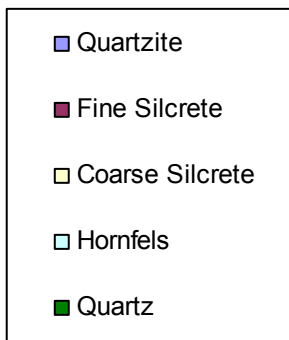 Quartzite
Fine Silcrete
Coarse Silcrete
Hornfels
Quartz